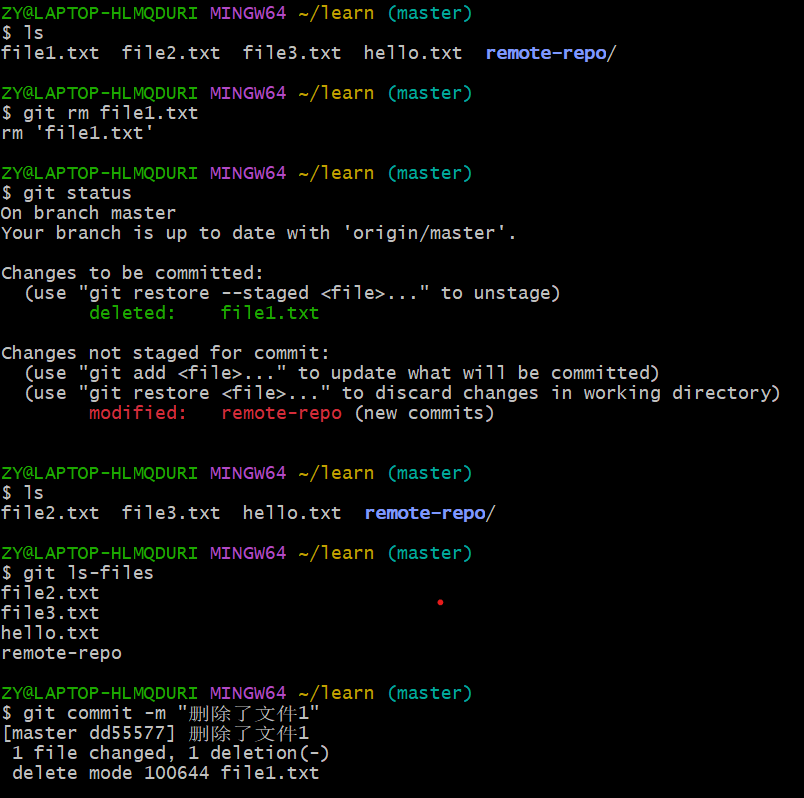 ZY@LAPTOP-HLMQDURI MINGW64 ~/learn (master)
$ ls
file1.txt  file2.txt  file3.txt  hello.txt  remote-repo/
ZY@LAPTOP-HLMQDURI MINGW64 ~/learn (master)
$ git rm file1.txt
rm 'file1.txt'
ZY@LAPTOP-HLMQDURI MINGW64 ~/learn (master)
$ git status
On branch master
Your branch is up to date with 'origin/master'.
Changes to be committed:
  (use "git restore --staged <file>..." to unstage)
        deleted:    file1.txt
Changes not staged for commit:
  (use "git add <file>..." to update what will be committed)
  (use "git restore <file>..." to discard changes in working directory)
        modified:   remote-repo (new commits)
ZY@LAPTOP-HLMQDURI MINGW64 ~/learn (master)
$ ls
file2.txt  file3.txt  hello.txt  remote-repo/
ZY@LAPTOP-HLMQDURI MINGW64 ~/learn (master)
$ git ls-files
file2.txt
file3.txt
hello.txt
remote-repo
ZY@LAPTOP-HLMQDURI MINGW64 ~/learn (master)
$ git commit -m "删除了文件1"
[master dd55577] 删除了文件1
 1 file changed, 1 deletion(-)
 delete mode 100644 file1.txt